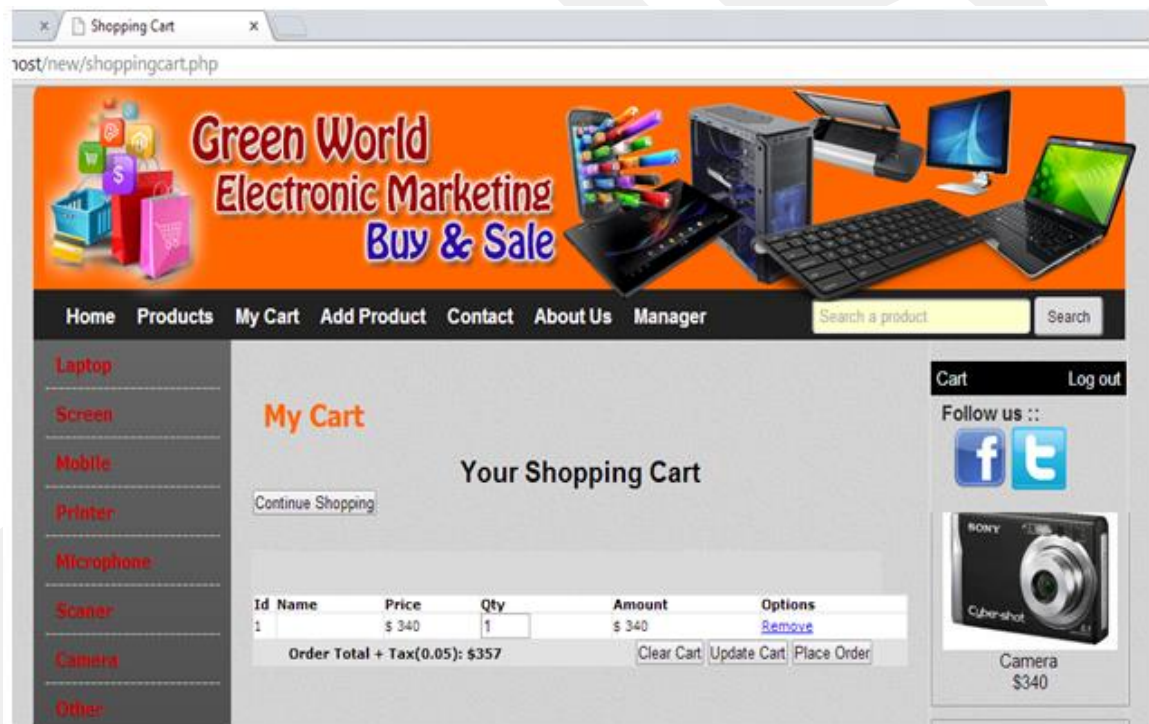 Shopping Cart
host/new/shoppingcart.php
Green World
Electronic Marketing
Buy & Sale
Home Products My Cart Add Product Contact About Us Manager Search a product Search
Laptop
Screen
Mobile
Printer
Microphone
Scaner
Camera
Other
My Cart
Your Shopping Cart
Continue Shopping
Id Name Price Qty Amount Options
1 $ 340 1 $ 340 Remove
Order Total + Tax(0.05): $357 Clear Cart Update Cart Place Order
Cart Log out
Follow us ::
SONY
Cyber-shot
Camera
$340